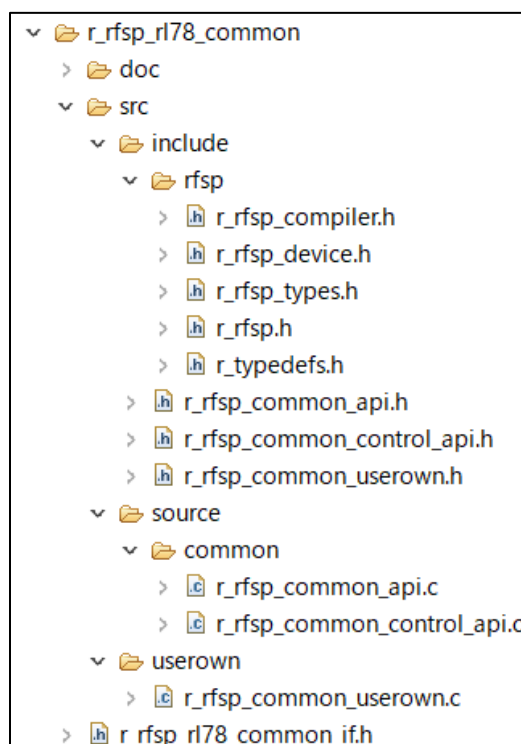 r_rfsp_rl78_common
doc
src
include
rfsp
r_rfsp_compiler.h
r_rfsp_device.h
r_rfsp_types.h
r_rfsp.h
r_typedefs.h
r_rfsp_common_api.h
r_rfsp_common_control_api.h
r_rfsp_common_userown.h
source
common
r_rfsp_common_api.c
r_rfsp_common_control_api.c
userown
r_rfsp_common_userown.c
r_rfsp_rl78_common_if.h